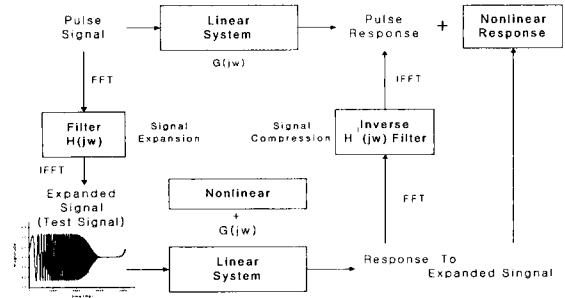 Pulse
Signal
Linear
System
G(jw)
Pulse
Response
+
Nonlinear
Response
FFT
IFFT
Filter
H(jw)
Signal
Expansion
Signal
Compression
Inverse
H (jw) Filter
IFFT
Expanded
Signal
(Test Signal)
Nonlinear
+
G(jw)
FFT
Linear
System
Response To
Expanded Singnal